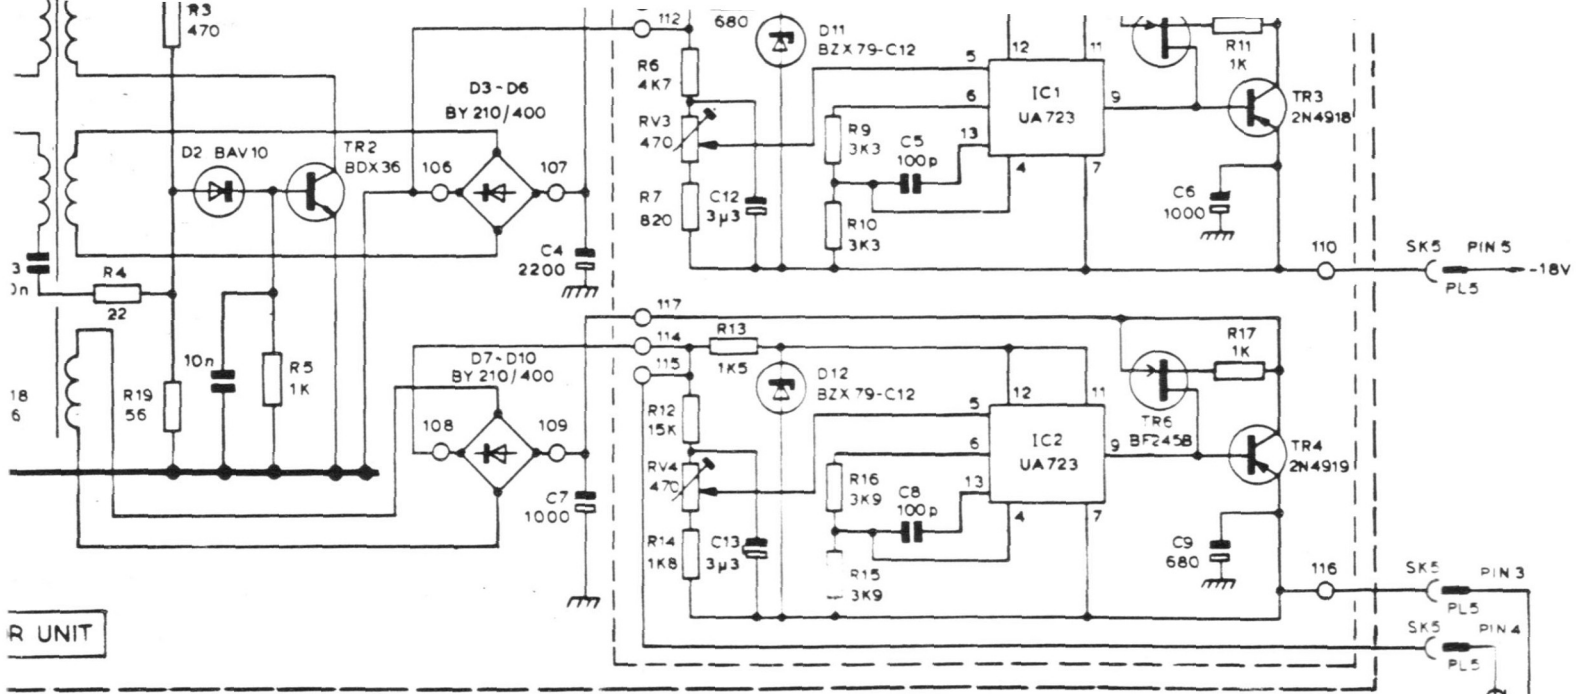 R3
470
112
680
D11
BZX79-C12
12
11
R11
1K
R6
4K7
D3-D6
BY 210/400
5
6
IC1
UA723
9
TR3
2N4918
RV3
470
R9
3K3
C5
100p
13
4
7
D2 BAV10
TR2
BDX36
106
107
R7
820
C12
3µ3
R10
3K3
C6
1000
C4
2200
110
SK5
PIN 5
-18V
PL5
3
0n
R4
22
117
114
115
R13
1K5
R17
1K
D7-D10
BY 210/400
D12
BZX79-C12
12
11
10n
R5
1K
R19
56
18
6
R12
15K
5
6
IC2
UA723
9
TR6
BF245B
TR4
2N4919
108
109
RV4
470
R16
3K9
C8
100p
13
4
7
C7
1000
R14
1K8
C13
3µ3
R15
3K9
C9
680
116
SK5
PIN 3
PL5
R UNIT
SK5
PIN 4
PL5